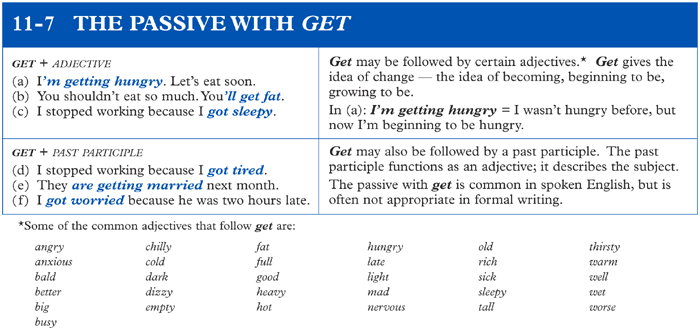 11-7 THE PASSIVE WITH GET
GET + ADJECTIVE
(a) I'm getting hungry. Let's eat soon.
(b) You shouldn't eat so much. You'll get fat.
(c) I stopped working because I got sleepy.
Get may be followed by certain adjectives.* Get gives the
idea of change — the idea of becoming, beginning to be,
growing to be.
In (a): I'm getting hungry = I wasn't hungry before, but
now I'm beginning to be hungry.
GET + PAST PARTICIPLE
(d) I stopped working because I got tired.
(e) They are getting married next month.
(f) I got worried because he was two hours late.
Get may also be followed by a past participle. The past
participle functions as an adjective; it describes the subject.
The passive with get is common in spoken English, but is
often not appropriate in formal writing.
*Some of the common adjectives that follow get are:
angry chilly fat hungry old thirsty
anxious cold full late rich warm
bald dark good light sick well
better dizzy heavy mad sleepy wet
big empty hot nervous tall worse
busy